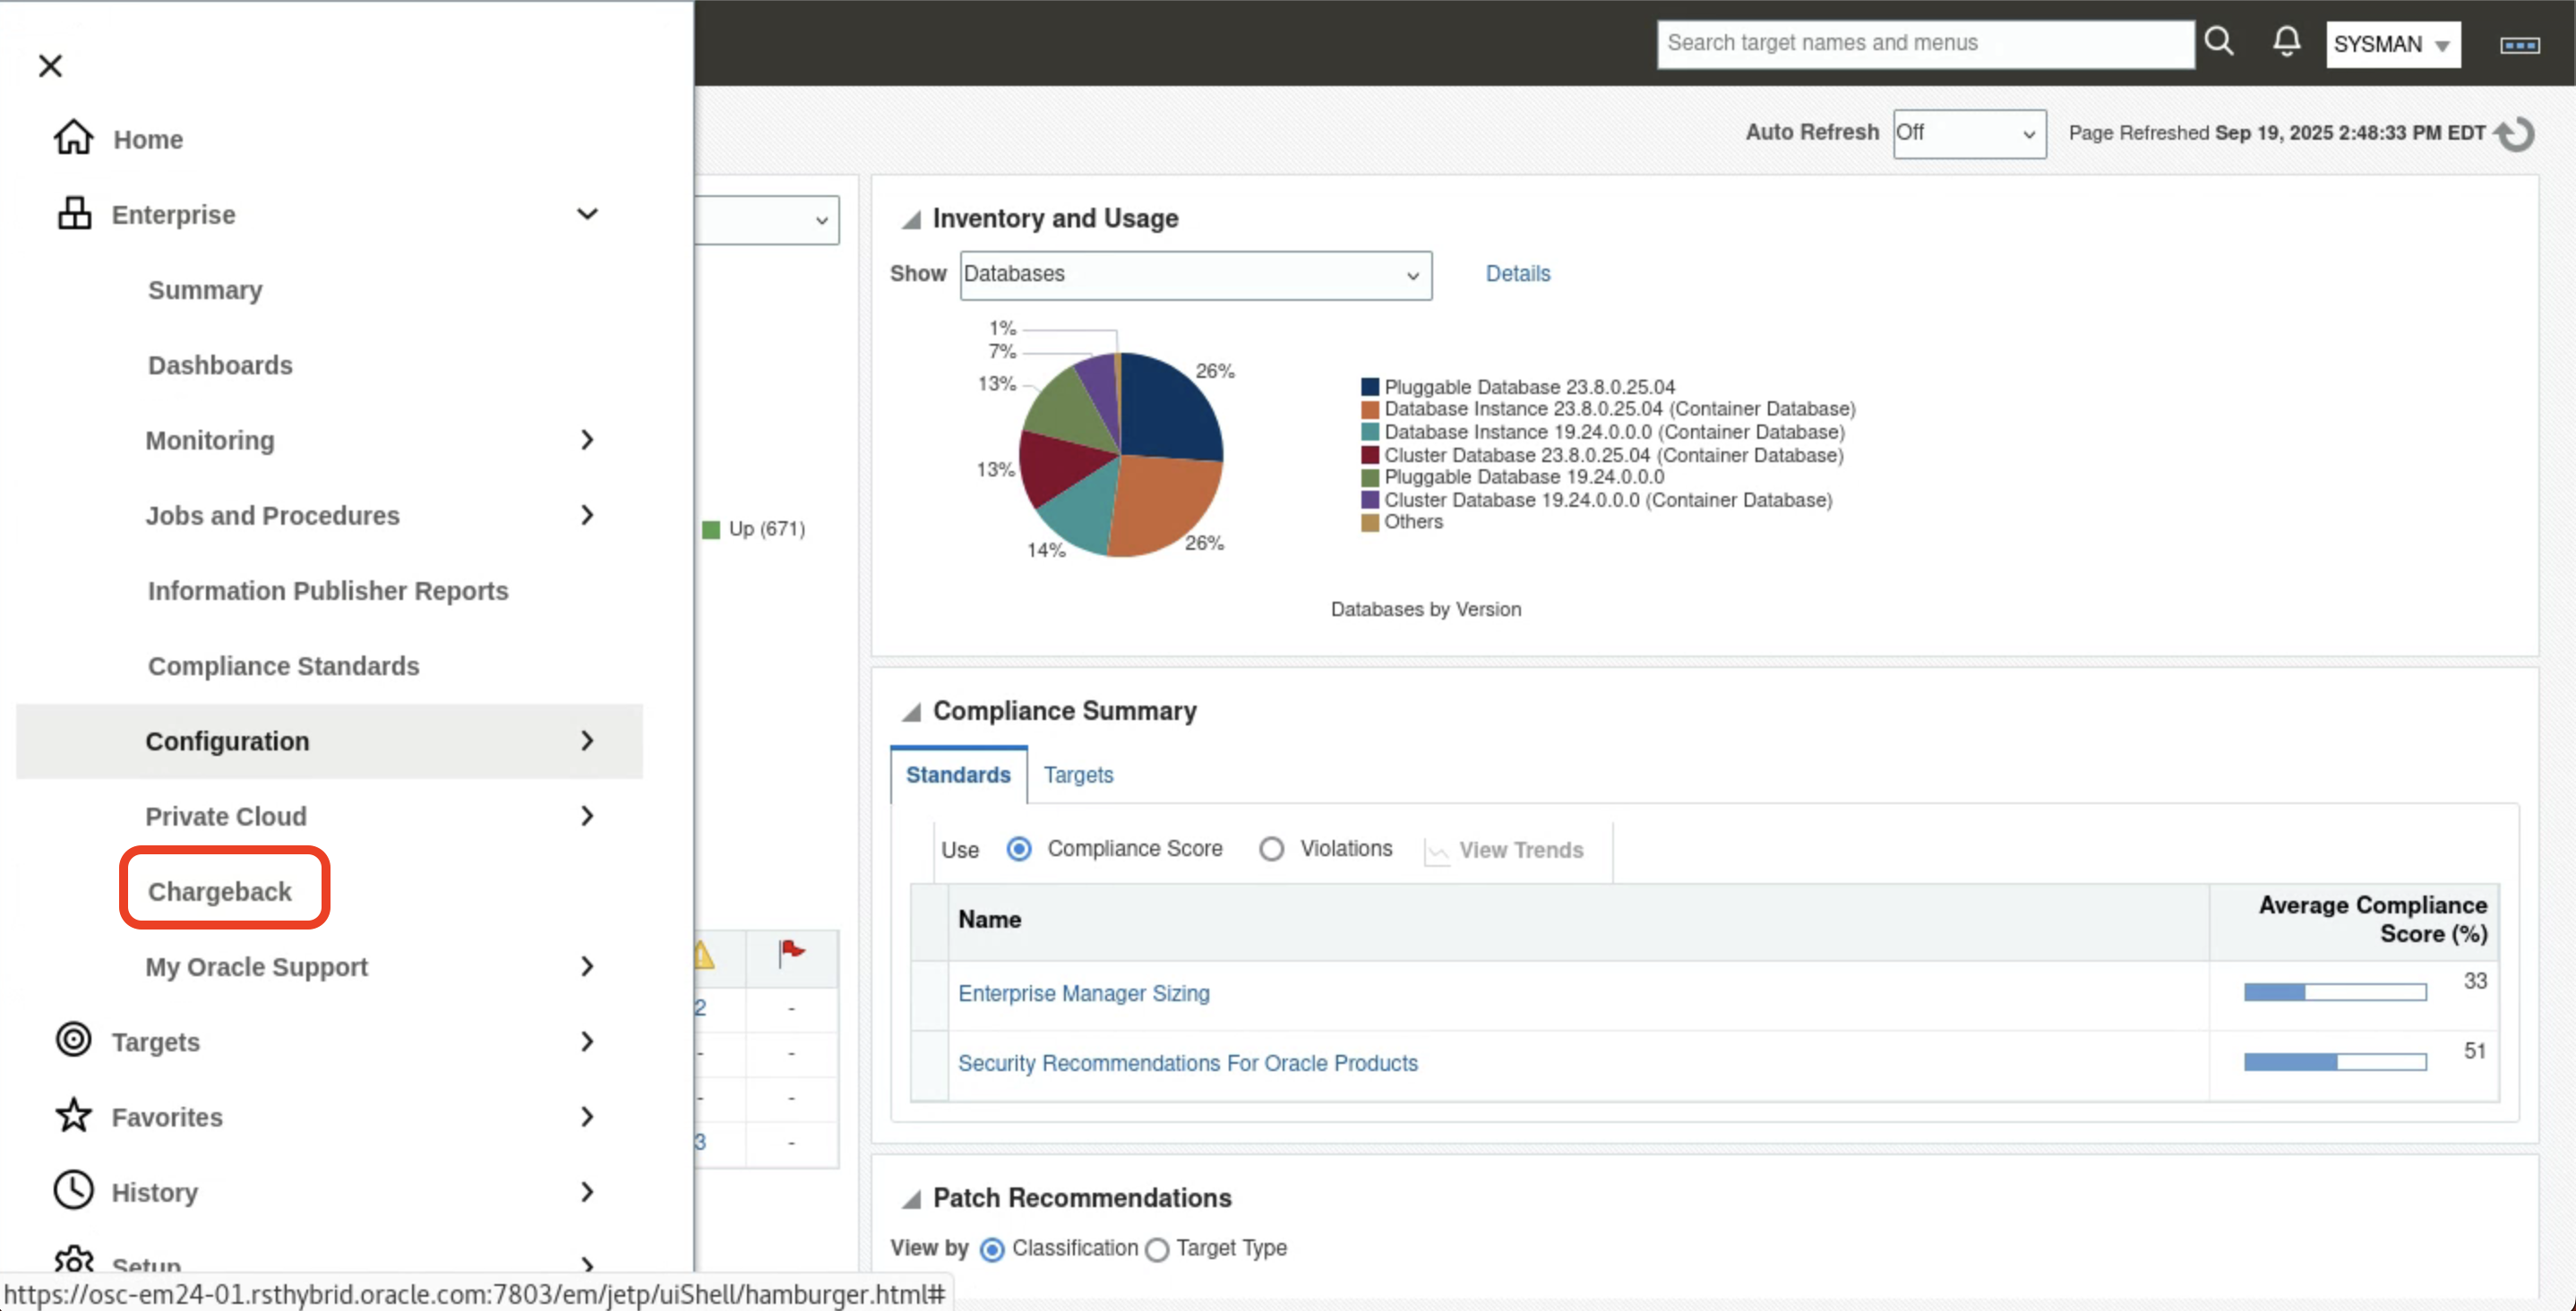 Search target names and menus
SYSMAN
Home
Enterprise
Summary
Dashboards
Monitoring
Jobs and Procedures
Information Publisher Reports
Compliance Standards
Configuration
Private Cloud
Chargeback
My Oracle Support
Targets
Favorites
History
Setup
https://osc-em24-01.rsthybrid.oracle.com:7803/em/jetp/uiShell/hamburger.html#
Auto Refresh Off Page Refreshed Sep 19, 2025 2:48:33 PM EDT
Up (671)
2 -
- -
- -
3 -
Inventory and Usage
Show Databases Details
1%
7%
13%
13%
14%
26%
26%
Pluggable Database 23.8.0.25.04
Database Instance 23.8.0.25.04 (Container Database)
Database Instance 19.24.0.0.0 (Container Database)
Cluster Database 23.8.0.25.04 (Container Database)
Pluggable Database 19.24.0.0.0
Cluster Database 19.24.0.0.0 (Container Database)
Others
Databases by Version
Compliance Summary
Standards Targets
Use Compliance Score Violations View Trends
Name Average Compliance
Score (%)
Enterprise Manager Sizing 33
Security Recommendations For Oracle Products 51
Patch Recommendations
View by Classification Target Type